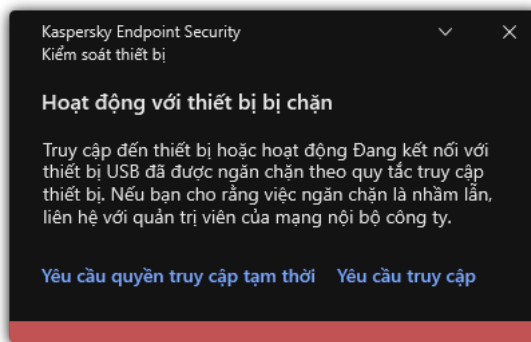 Kaspersky Endpoint Security
Kiểm soát thiết bị
Hoạt động với thiết bị bị chặn
Truy cập đến thiết bị hoặc hoạt động Đang kết nối với
thiết bị USB đã được ngăn chặn theo quy tắc truy cập
thiết bị. Nếu bạn cho rằng việc ngăn chặn là nhầm lẫn,
liên hệ với quản trị viên của mạng nội bộ công ty.
Yêu cầu quyền truy cập tạm thời Yêu cầu truy cập